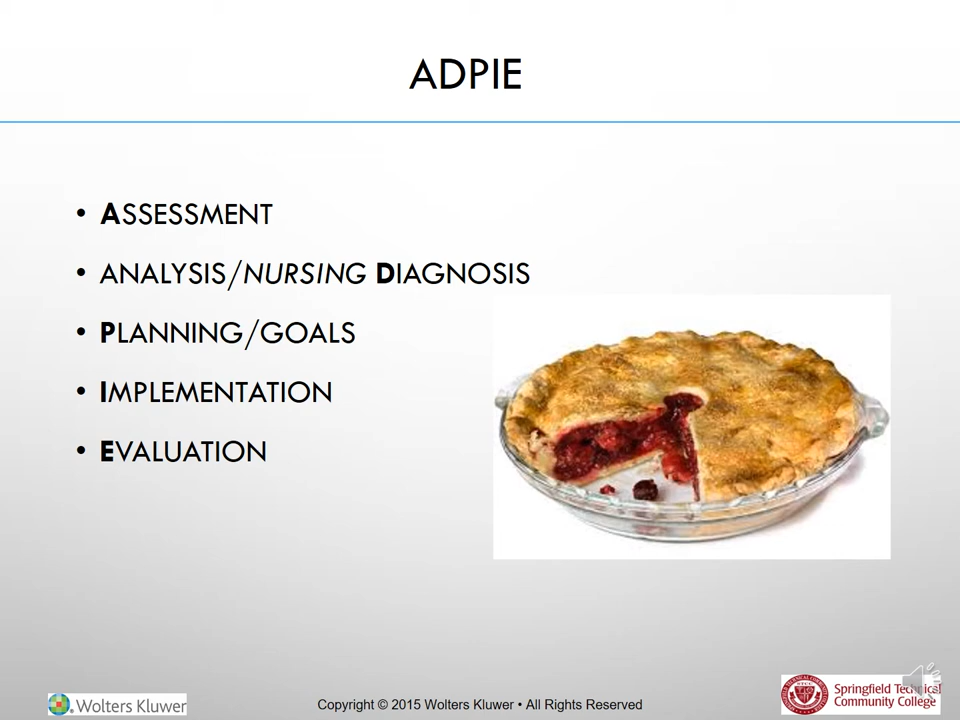 ADPIE
• ASSESSMENT
• ANALYSIS/NURSING DIAGNOSIS
• PLANNING/GOALS
• IMPLEMENTATION
• EVALUATION
Wolters Kluwer
Copyright © 2015 Wolters Kluwer • All Rights Reserved
Springfield Technical
Community College